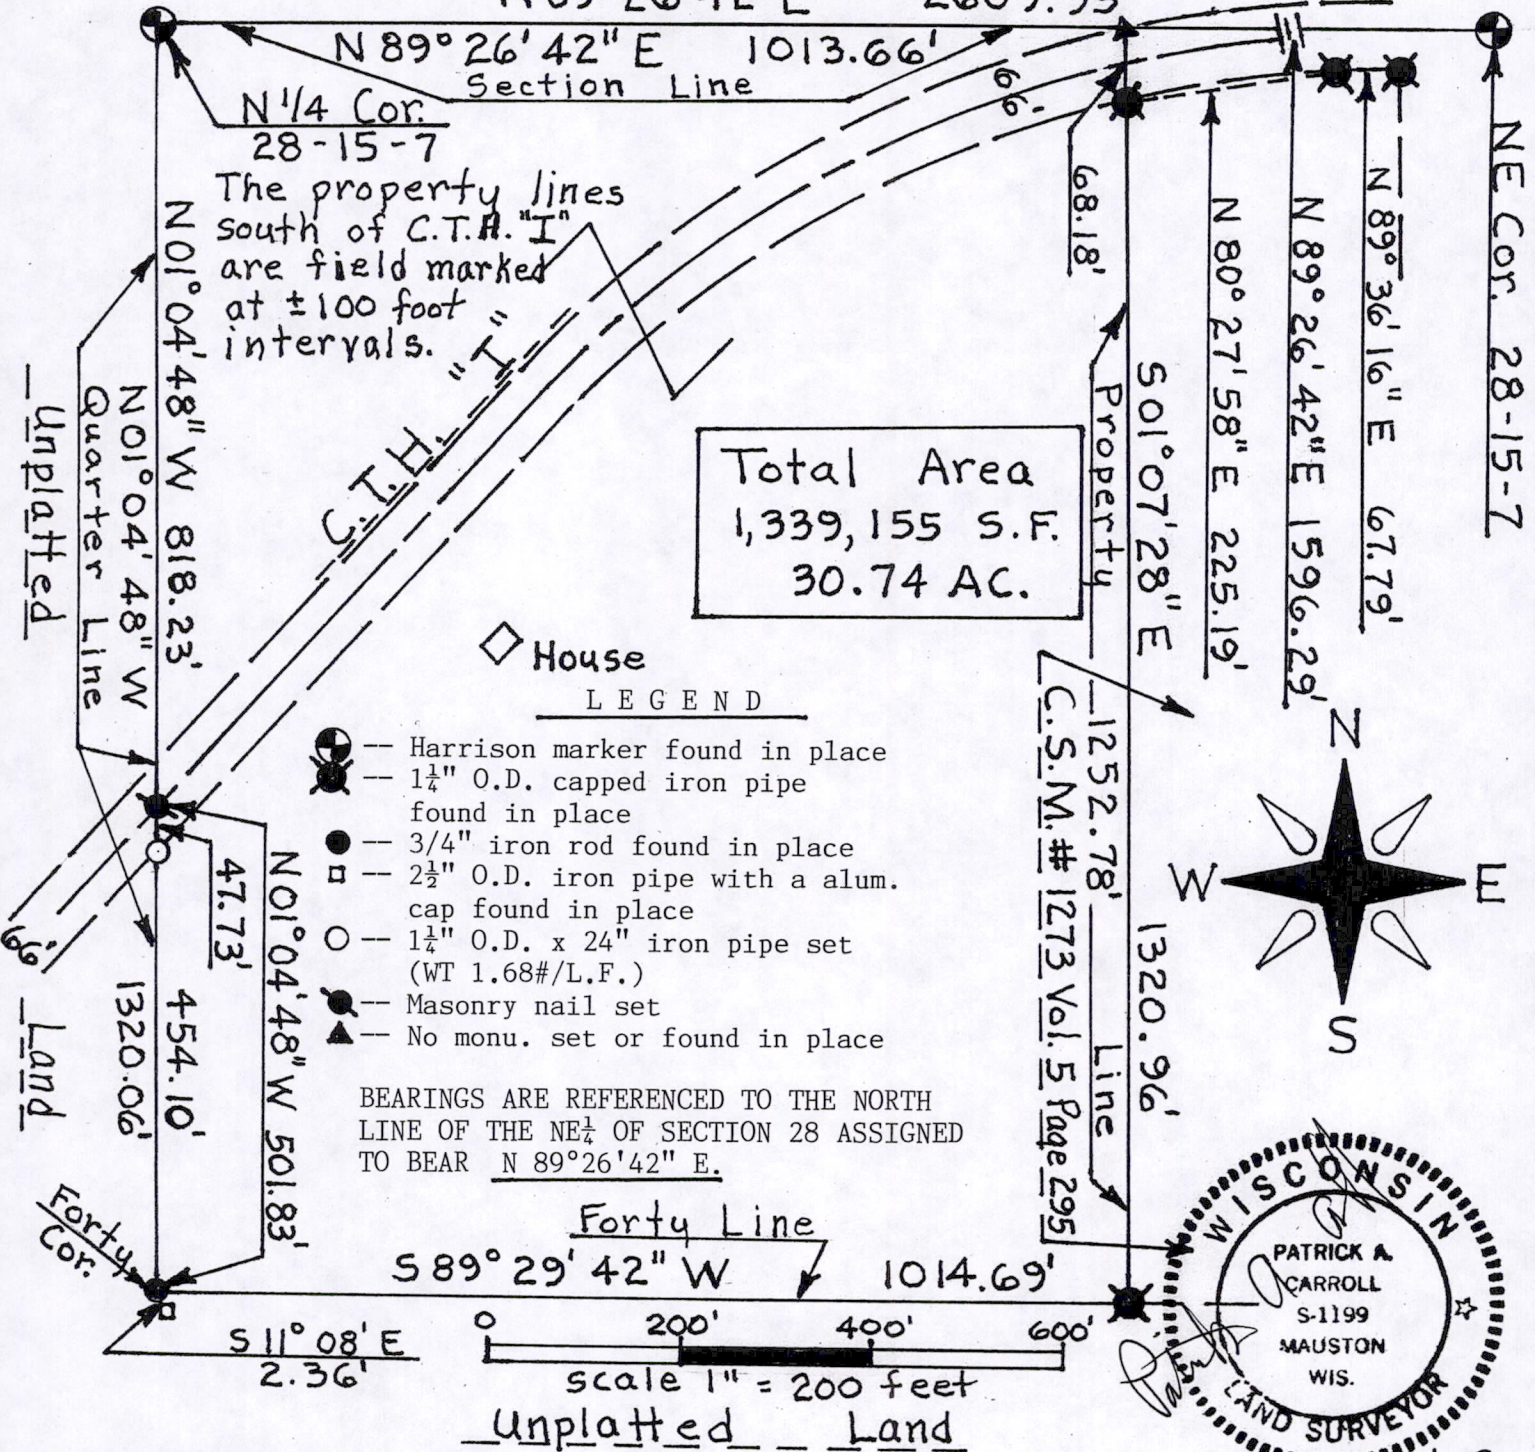 N 89° 26' 42" E 2609.95'
N 89° 26' 42" E 1013.66'
Section Line
N 1/4 Cor.
28-15-7
The property lines
south of C.T.H. "I"
are field marked
at ±100 foot
intervals.
66'
C.T.H. "I"
Unplatted Land
Quarter Line
N 01° 04' 48" W
1320.06'
N 01° 04' 48" W 818.23'
454.10'
47.73'
N 01° 04' 48" W 501.83'
66'
Forty
Cor.
S 11° 08' E
2.36'
Total Area
1,339,155 S.F.
30.74 AC.
House
LEGEND
-- Harrison marker found in place
-- 1¼" O.D. capped iron pipe
found in place
-- 3/4" iron rod found in place
-- 2½" O.D. iron pipe with a alum.
cap found in place
-- 1¼" O.D. x 24" iron pipe set
(WT 1.68#/L.F.)
-- Masonry nail set
-- No monu. set or found in place
BEARINGS ARE REFERENCED TO THE NORTH
LINE OF THE NE¼ OF SECTION 28 ASSIGNED
TO BEAR N 89°26'42" E.
Forty Line
S 89° 29' 42" W 1014.69'
0 200' 400' 600'
scale 1" = 200 feet
Unplatted Land
68.18'
Property Line
1252.78'
C.S.M. # 1273 Vol. 5 Page 295
S 01° 07' 28" E 1320.96'
N 80° 27' 58" E 225.19'
N 89° 26' 42" E 1596.29'
N 89° 36' 16" E 67.79'
NE Cor. 28-15-7
N
W E
S
WISCONSIN
PATRICK A.
CARROLL
S-1199
MAUSTON
WIS.
LAND SURVEYOR